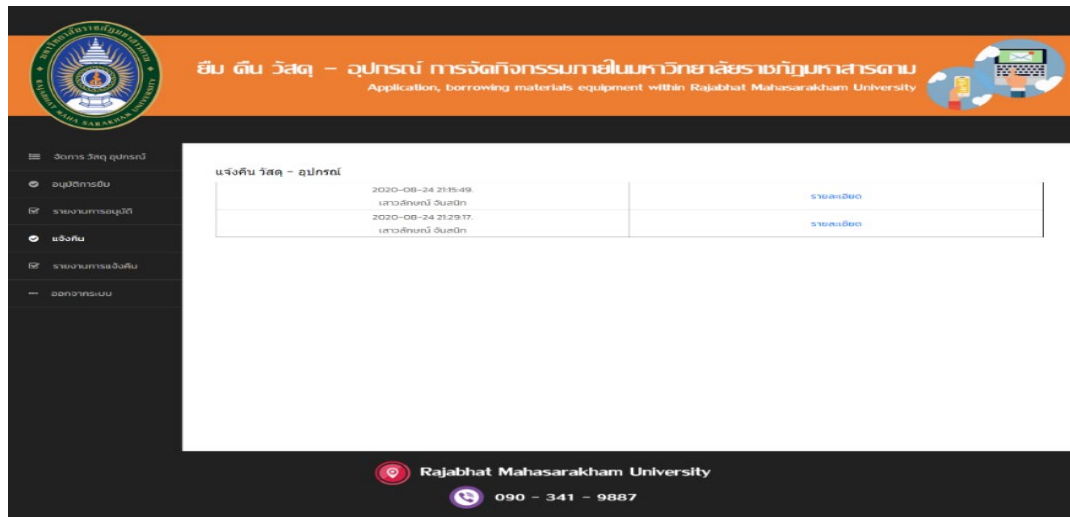 ยืม คืน วัสดุ - อุปกรณ์ การจัดกิจกรรมภายในมหาวิทยาลัยราชภัฏมหาสารคาม
Application, borrowing materials equipment within Rajabhat Mahasarakham University
จัดการ วัสดุ อุปกรณ์
อนุมัติการยืม
รายงานการอนุมัติ
แจ้งคืน
รายงานการแจ้งคืน
ออกจากระบบ
แจ้งคืน วัสดุ - อุปกรณ์
2020-08-24 21:15:49.
เสาวลักษณ์ อินสนิท
รายละเอียด
2020-08-24 21:29:17.
เสาวลักษณ์ อินสนิท
รายละเอียด
Rajabhat Mahasarakham University
090 - 341 - 9887